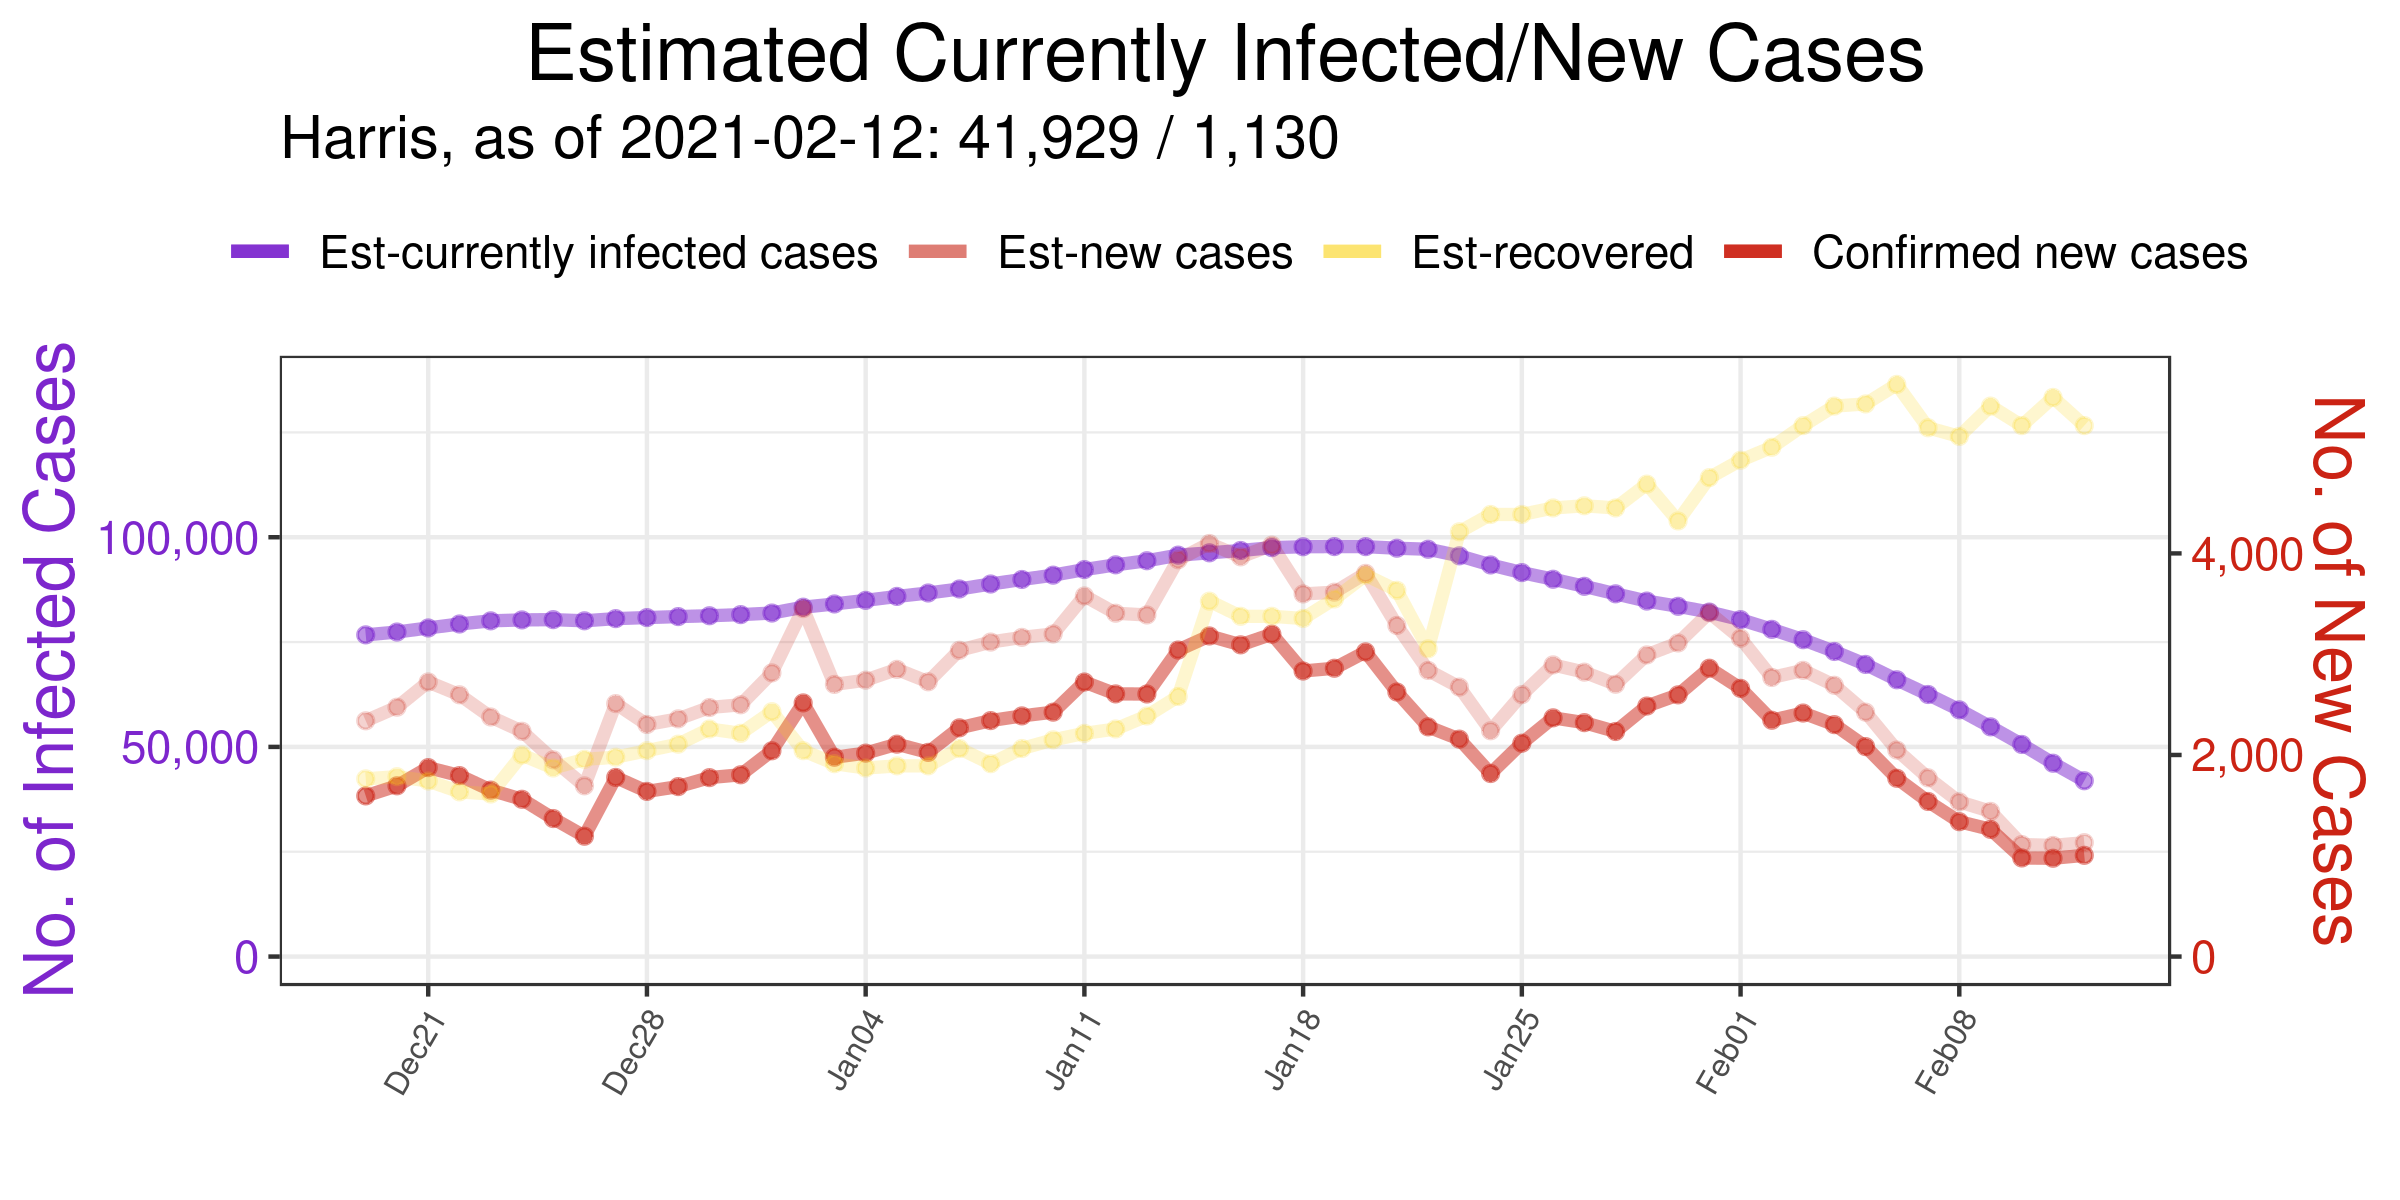 Estimated Currently Infected/New Cases
Harris, as of 2021-02-12: 41,929 / 1,130
Est-currently infected cases Est-new cases Est-recovered Confirmed new cases
No. of Infected Cases
100,000
50,000
0
4,000
2,000
0
No. of New Cases
Dec21 Dec28 Jan04 Jan11 Jan18 Jan25 Feb01 Feb08